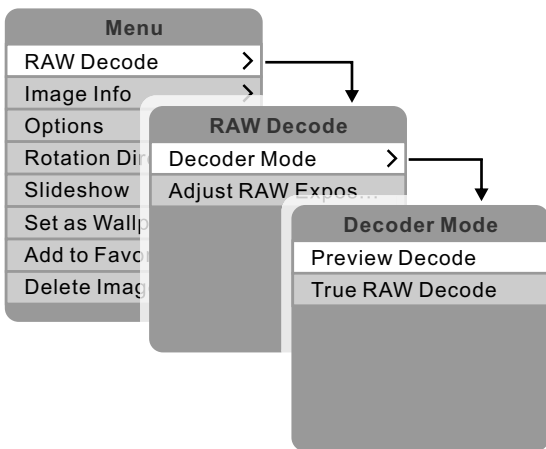 Menu
RAW Decode
Image Info
Options
Rotation Dir
Slideshow
Set as Wallp
Add to Favor
Delete Imag
RAW Decode
Decoder Mode
Adjust RAW Expos...
Decoder Mode
Preview Decode
True RAW Decode